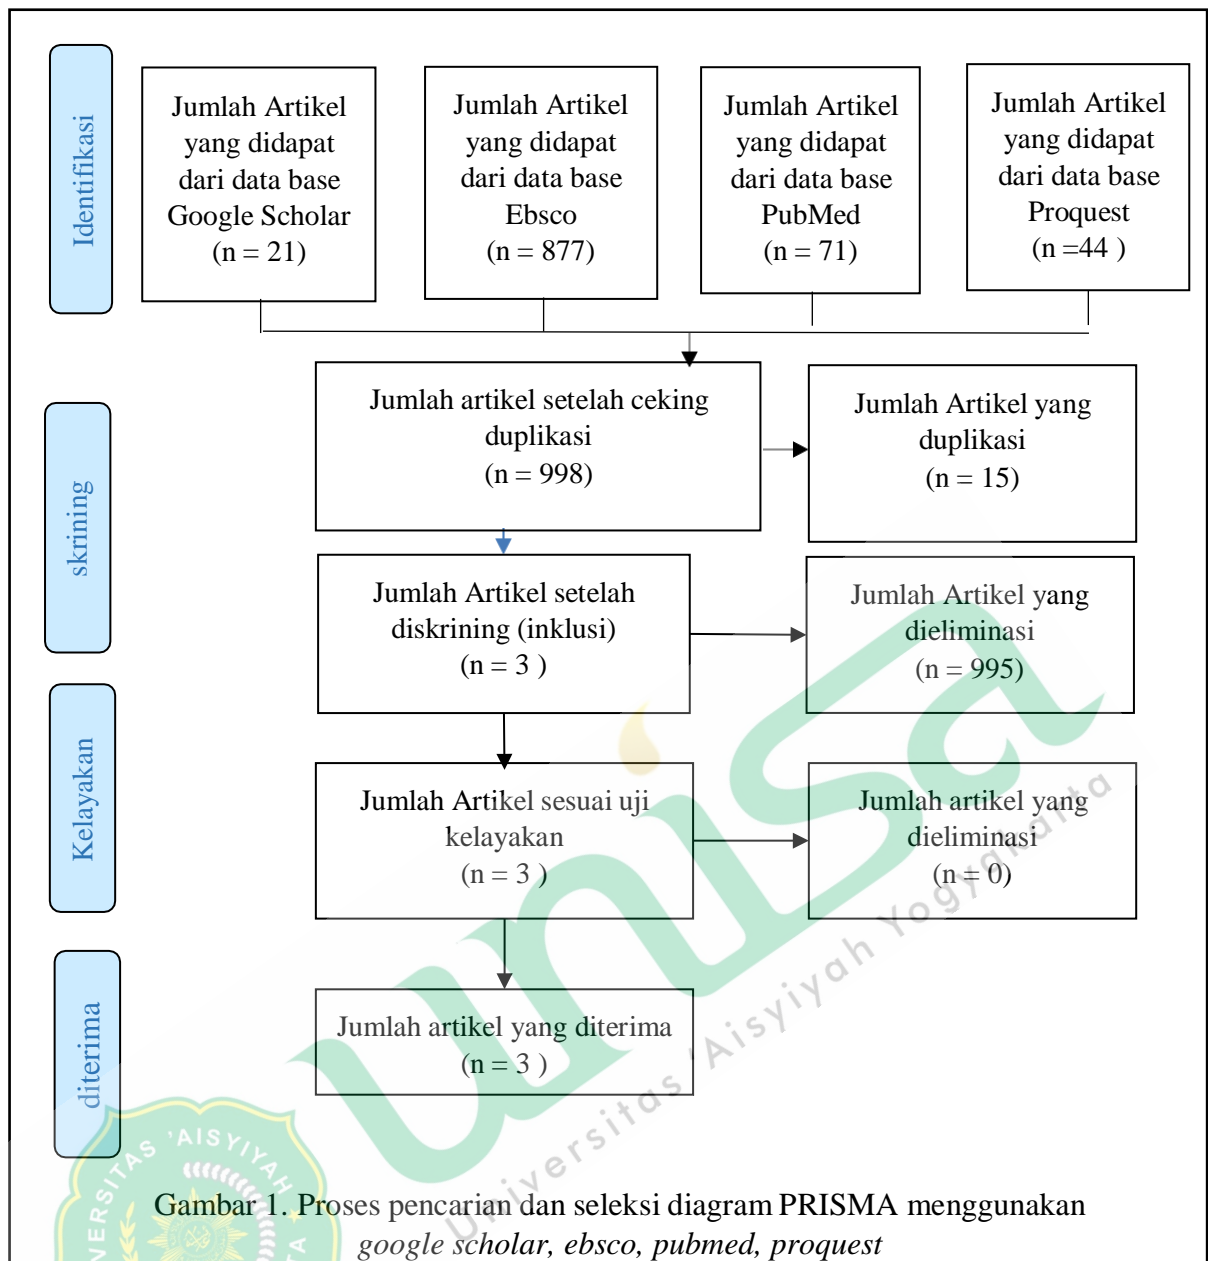 Identifikasi
Jumlah Artikel
yang didapat
dari data base
Google Scholar
(n = 21)
Jumlah Artikel
yang didapat
dari data base
Ebsco
(n = 877)
Jumlah Artikel
yang didapat
dari data base
PubMed
(n = 71)
Jumlah Artikel
yang didapat
dari data base
Proquest
(n =44 )
skrining
Jumlah artikel setelah ceking
duplikasi
(n = 998)
Jumlah Artikel yang
duplikasi
(n = 15)
Jumlah Artikel setelah
diskrining (inklusi)
(n = 3 )
Jumlah Artikel yang
dieliminasi
(n = 995)
Kelayakan
Jumlah Artikel sesuai uji
kelayakan
(n = 3 )
Jumlah artikel yang
dieliminasi
(n = 0)
diterima
Jumlah artikel yang diterima
(n = 3 )
unisa
Universitas 'Aisyiyah Yogyakarta
Gambar 1. Proses pencarian dan seleksi diagram PRISMA menggunakan
google scholar, ebsco, pubmed, proquest